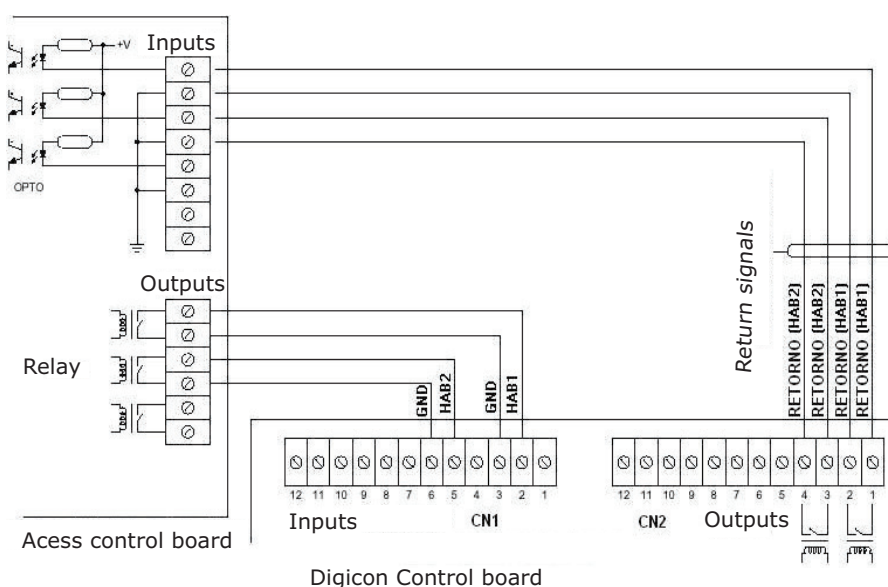 +V
Inputs
OPTO
Outputs
Relay
Return signals
RETORNO (HAB2)
RETORNO (HAB2)
RETORNO (HAB1)
RETORNO (HAB1)
GND
HAB2
GND
HAB1
12 11 10 9 8 7 6 5 4 3 2 1
12 11 10 9 8 7 6 5 4 3 2 1
Inputs
CN1
CN2
Outputs
Acess control board
Digicon Control board